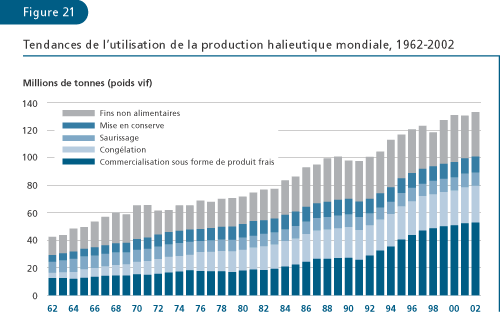 Figure 21
Tendances de l'utilisation de la production halieutique mondiale, 1962-2002
Millions de tonnes (poids vif)
140
120
100
80
60
40
20
0
Fins non alimentaires
Mise en conserve
Saurissage
Congélation
Commercialisation sous forme de produit frais
62 64 66 68 70 72 74 76 78 80 82 84 86 88 90 92 94 96 98 00 02